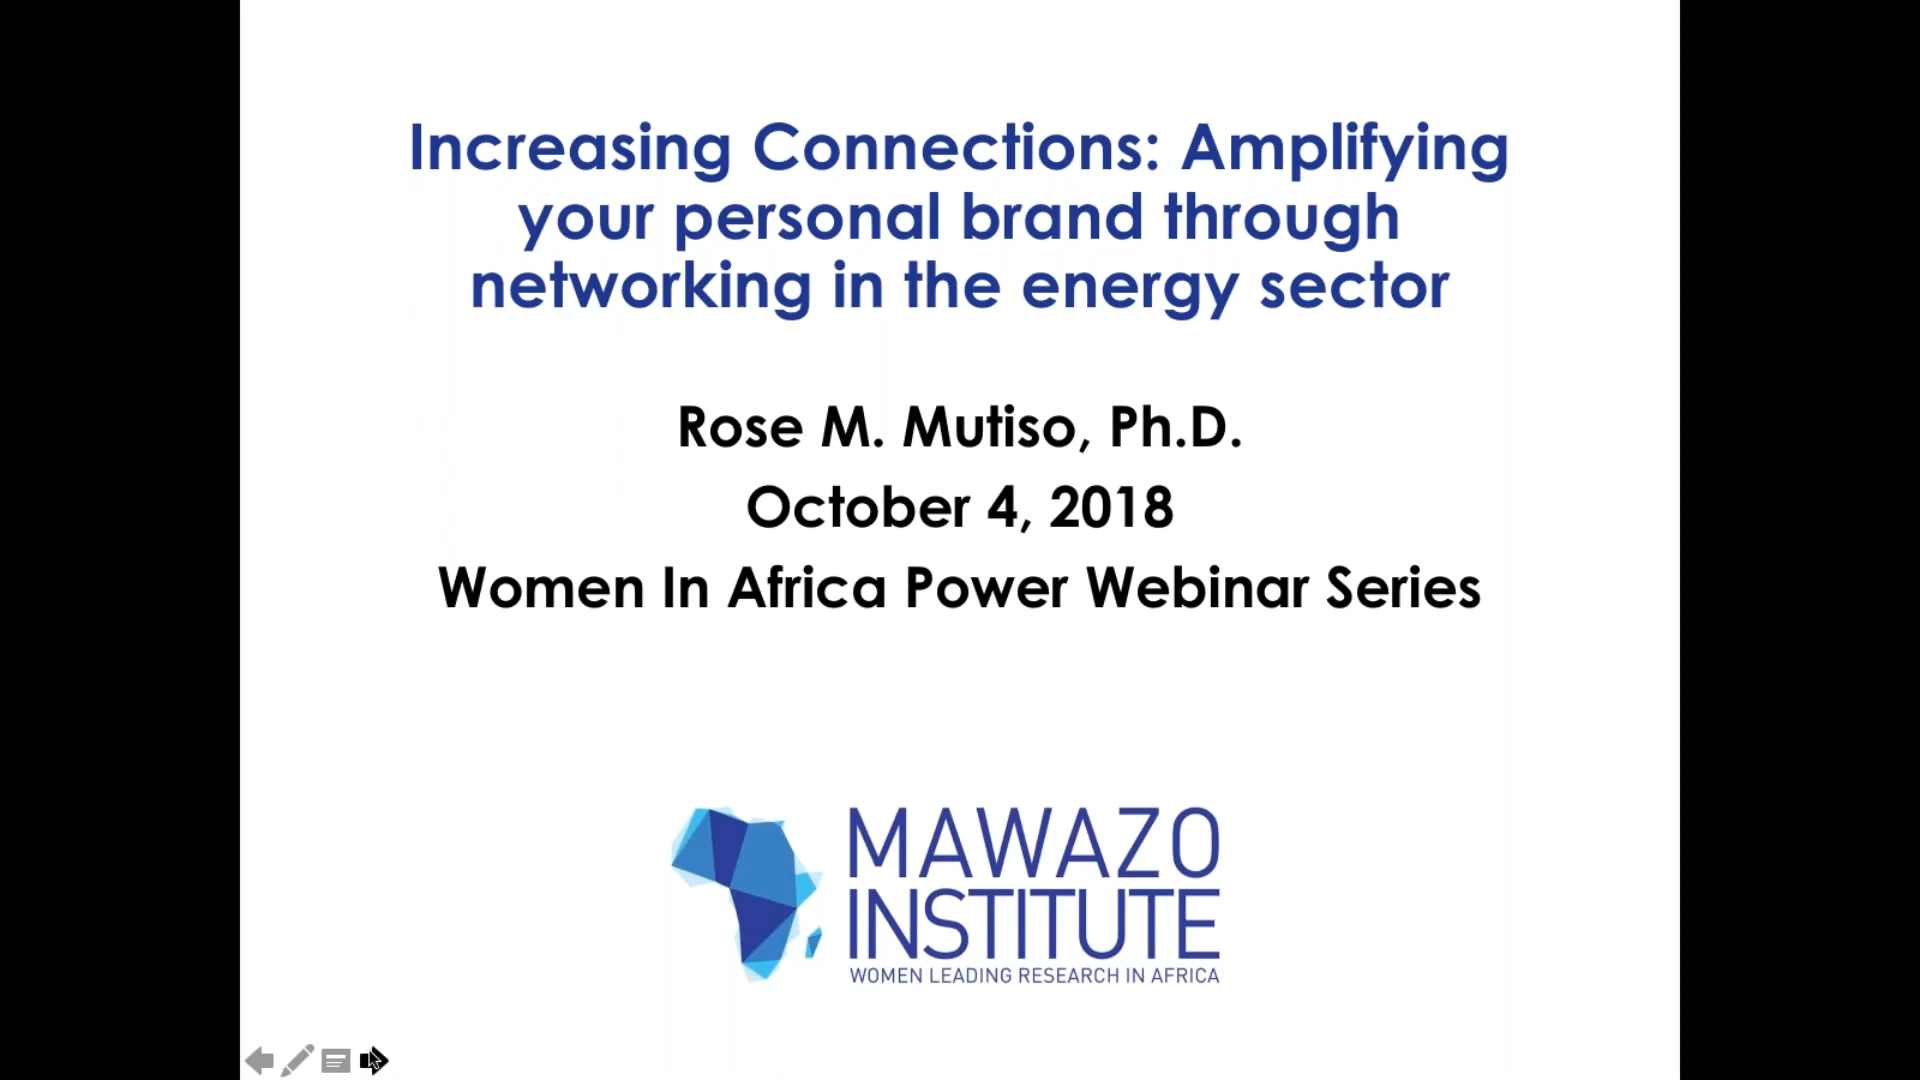 Increasing Connections: Amplifying
your personal brand through
networking in the energy sector
Rose M. Mutiso, Ph.D.
October 4, 2018
Women In Africa Power Webinar Series
MAWAZO
INSTITUTE
WOMEN LEADING RESEARCH IN AFRICA